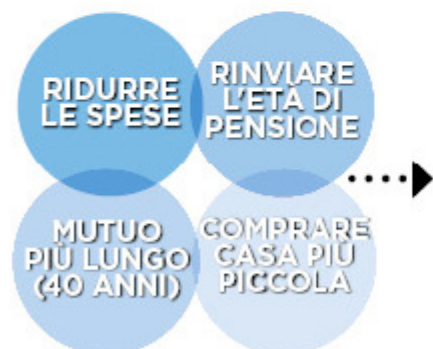 RIDURRE
LE SPESE
RINVIARE
L'ETÀ DI
PENSIONE
MUTUO
PIÙ LUNGO
(40 ANNI)
COMPRARE
CASA PIÙ
PICCOLA